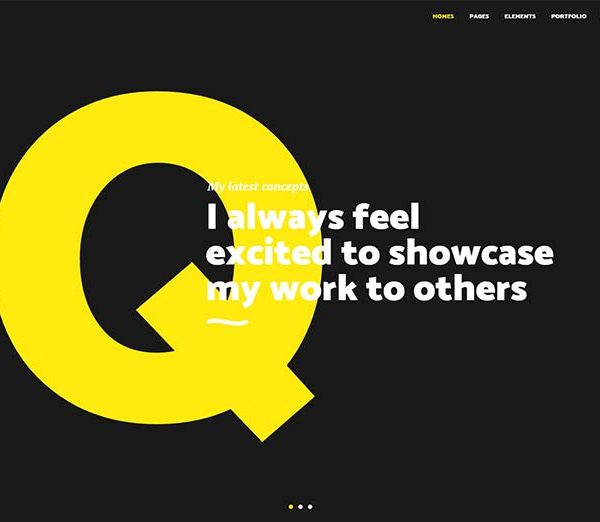 HOMES PAGES ELEMENTS PORTFOLIO
Q
My latest concepts
I always feel
excited to showcase
my work to others